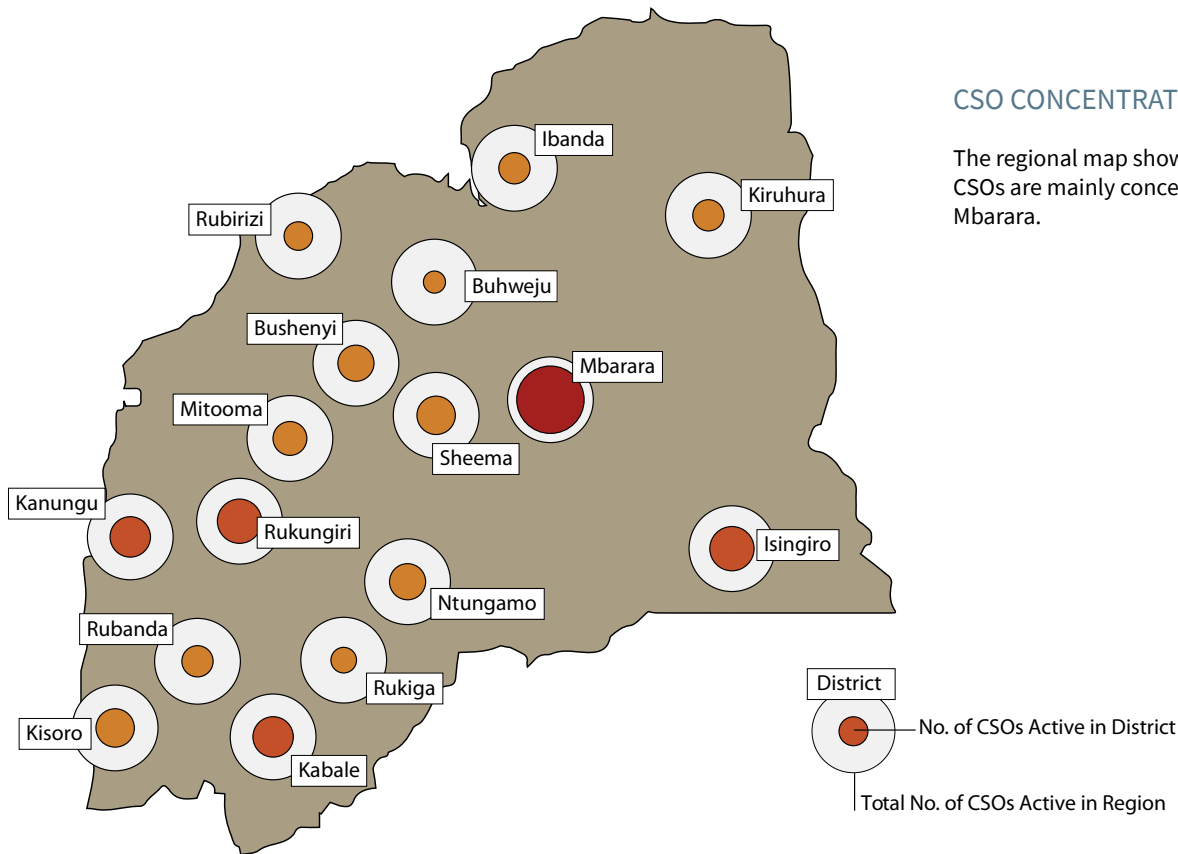 CSO CONCENTRAT
The regional map show
CSOs are mainly conce
Mbarara.
Ibanda
Kiruhura
Rubirizi
Buhweju
Bushenyi
Mbarara
Mitooma
Sheema
Kanungu
Rukungiri
Isingiro
Ntungamo
Rubanda
Rukiga
Kisoro
Kabale
District
No. of CSOs Active in District
Total No. of CSOs Active in Region